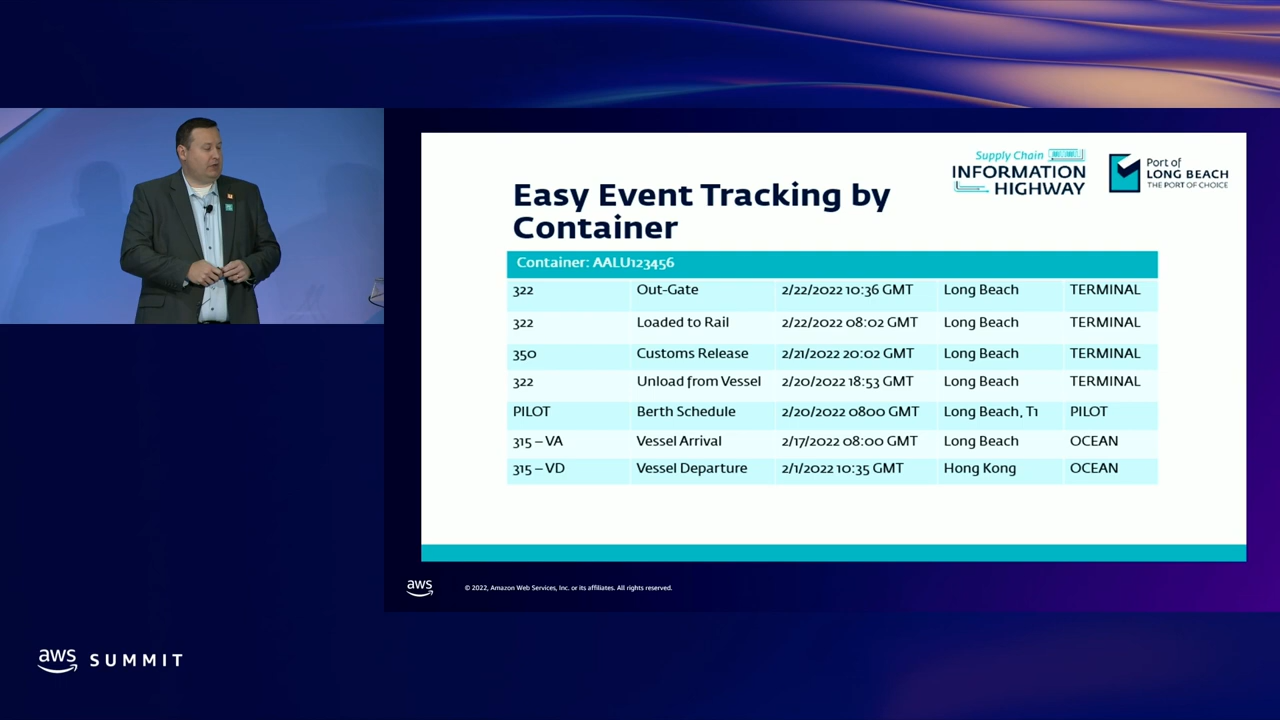 Supply Chain
INFORMATION
HIGHWAY
Port of
LONG BEACH
THE PORT OF CHOICE
Easy Event Tracking by
Container
Container: AALU123456
322 Out-Gate 2/22/2022 10:36 GMT Long Beach TERMINAL
322 Loaded to Rail 2/22/2022 08:02 GMT Long Beach TERMINAL
350 Customs Release 2/21/2022 20:02 GMT Long Beach TERMINAL
322 Unload from Vessel 2/20/2022 18:53 GMT Long Beach TERMINAL
PILOT Berth Schedule 2/20/2022 0800 GMT Long Beach, T1 PILOT
315 – VA Vessel Arrival 2/17/2022 08:00 GMT Long Beach OCEAN
315 – VD Vessel Departure 2/1/2022 10:35 GMT Hong Kong OCEAN
aws © 2022, Amazon Web Services, Inc. or its affiliates. All rights reserved.
aws SUMMIT